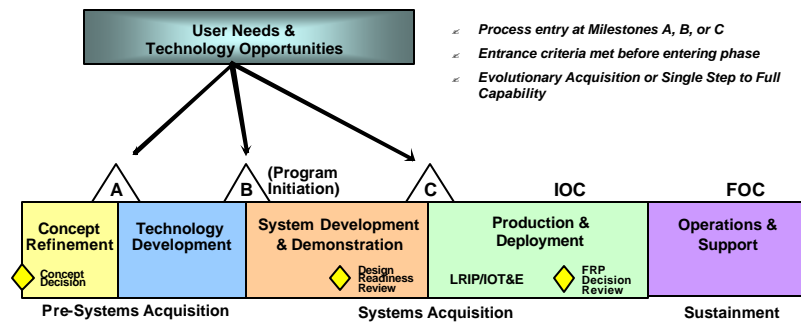 User Needs &
Technology Opportunities
Process entry at Milestones A, B, or C
Entrance criteria met before entering phase
Evolutionary Acquisition or Single Step to Full
Capability
A
B
(Program
Initiation)
C
IOC
FOC
Concept
Refinement
Technology
Development
System Development
& Demonstration
Production &
Deployment
Operations &
Support
Concept
Decision
Design
Readiness
Review
LRIP/IOT&E
FRP
Decision
Review
Pre-Systems Acquisition
Systems Acquisition
Sustainment